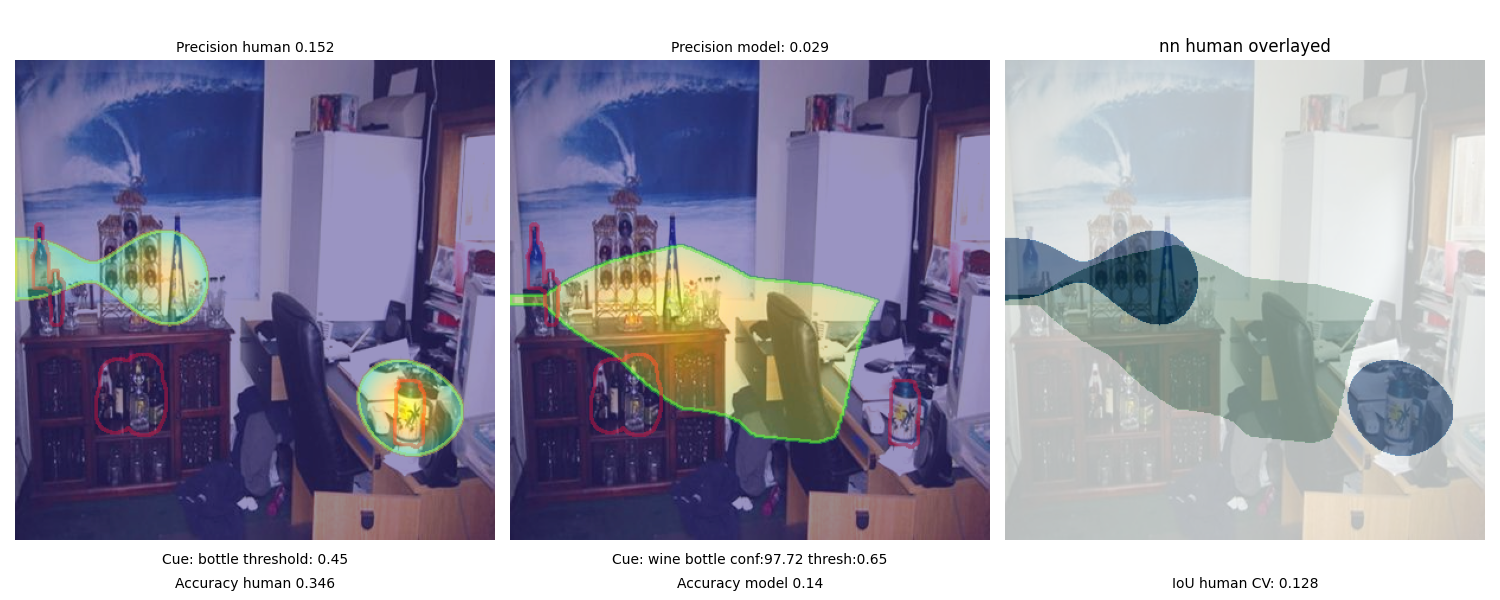 Precision human 0.152
Precision model: 0.029
nn human overlayed
Cue: bottle threshold: 0.45
Accuracy human 0.346
Cue: wine bottle conf:97.72 thresh:0.65
Accuracy model 0.14
IoU human CV: 0.128